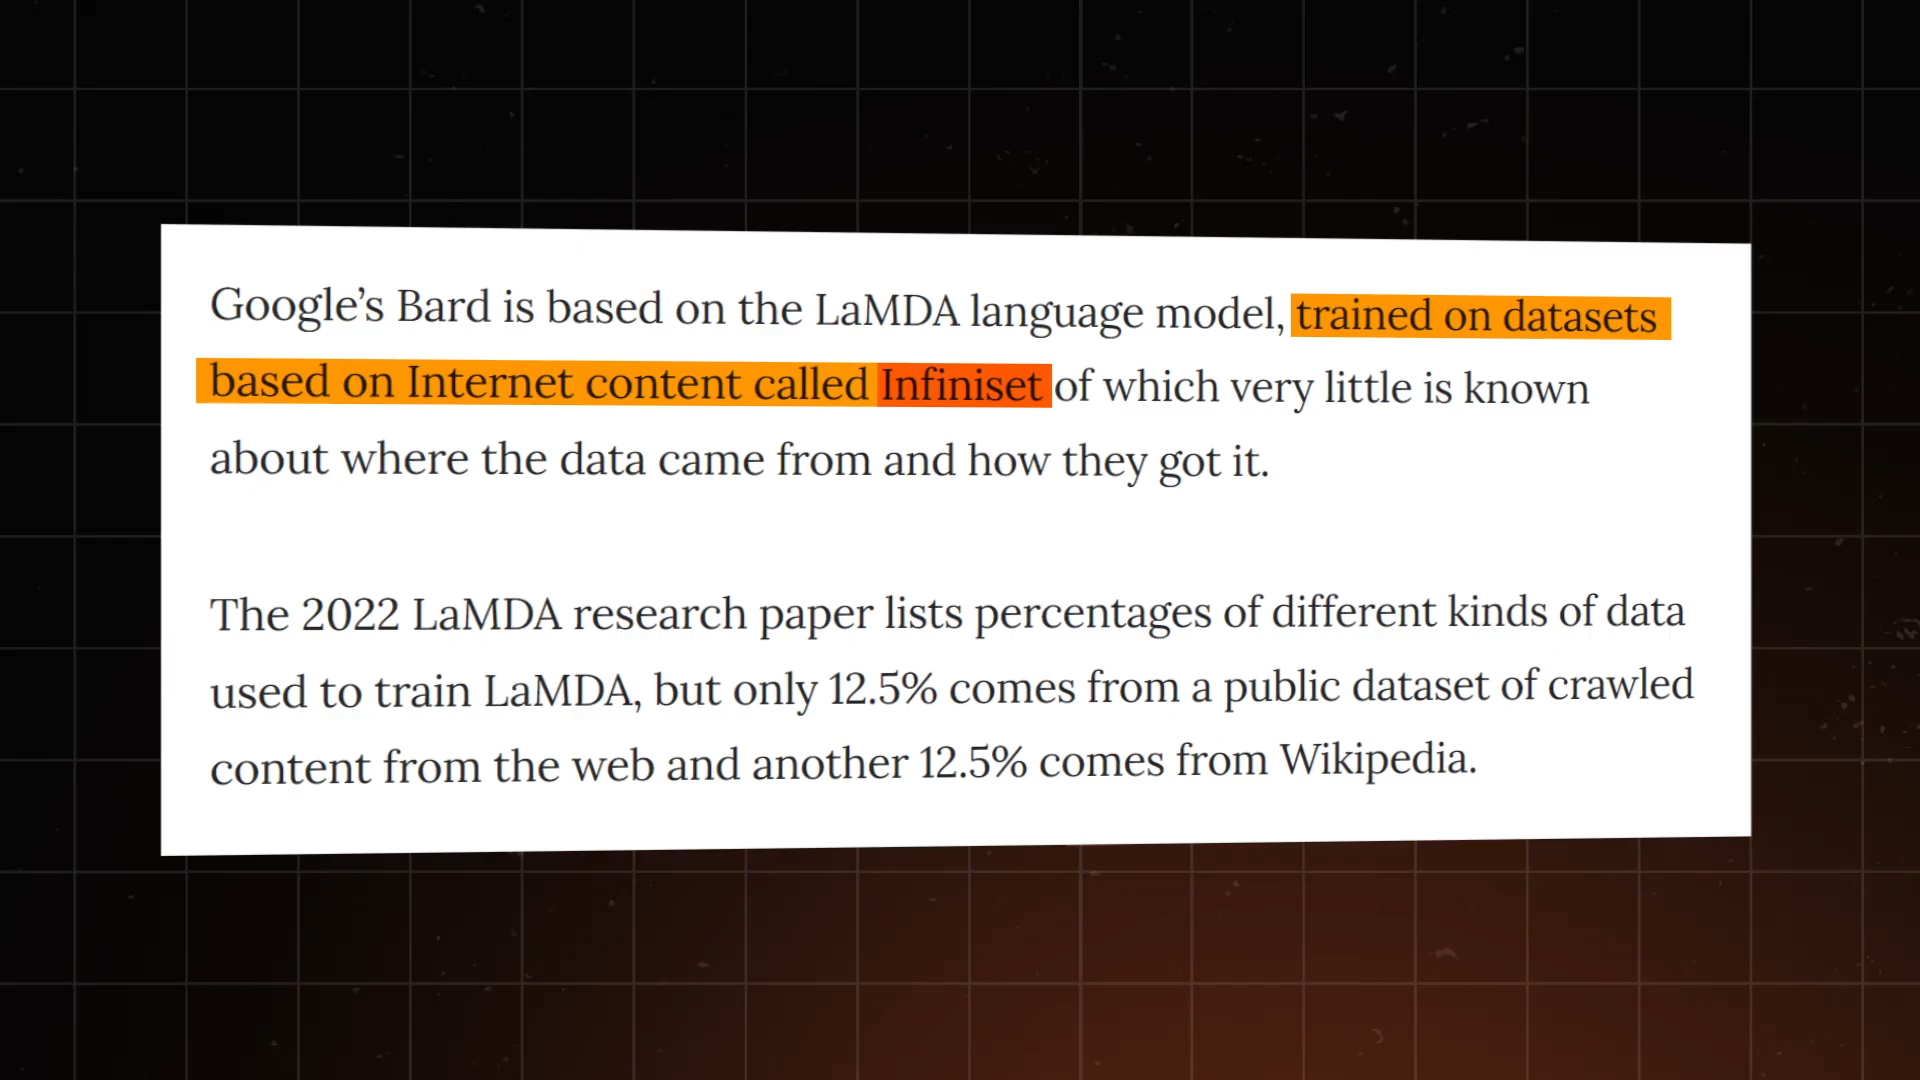 Google’s Bard is based on the LaMDA language model, trained on datasets
based on Internet content called Infiniset of which very little is known
about where the data came from and how they got it.
The 2022 LaMDA research paper lists percentages of different kinds of data
used to train LaMDA, but only 12.5% comes from a public dataset of crawled
content from the web and another 12.5% comes from Wikipedia.